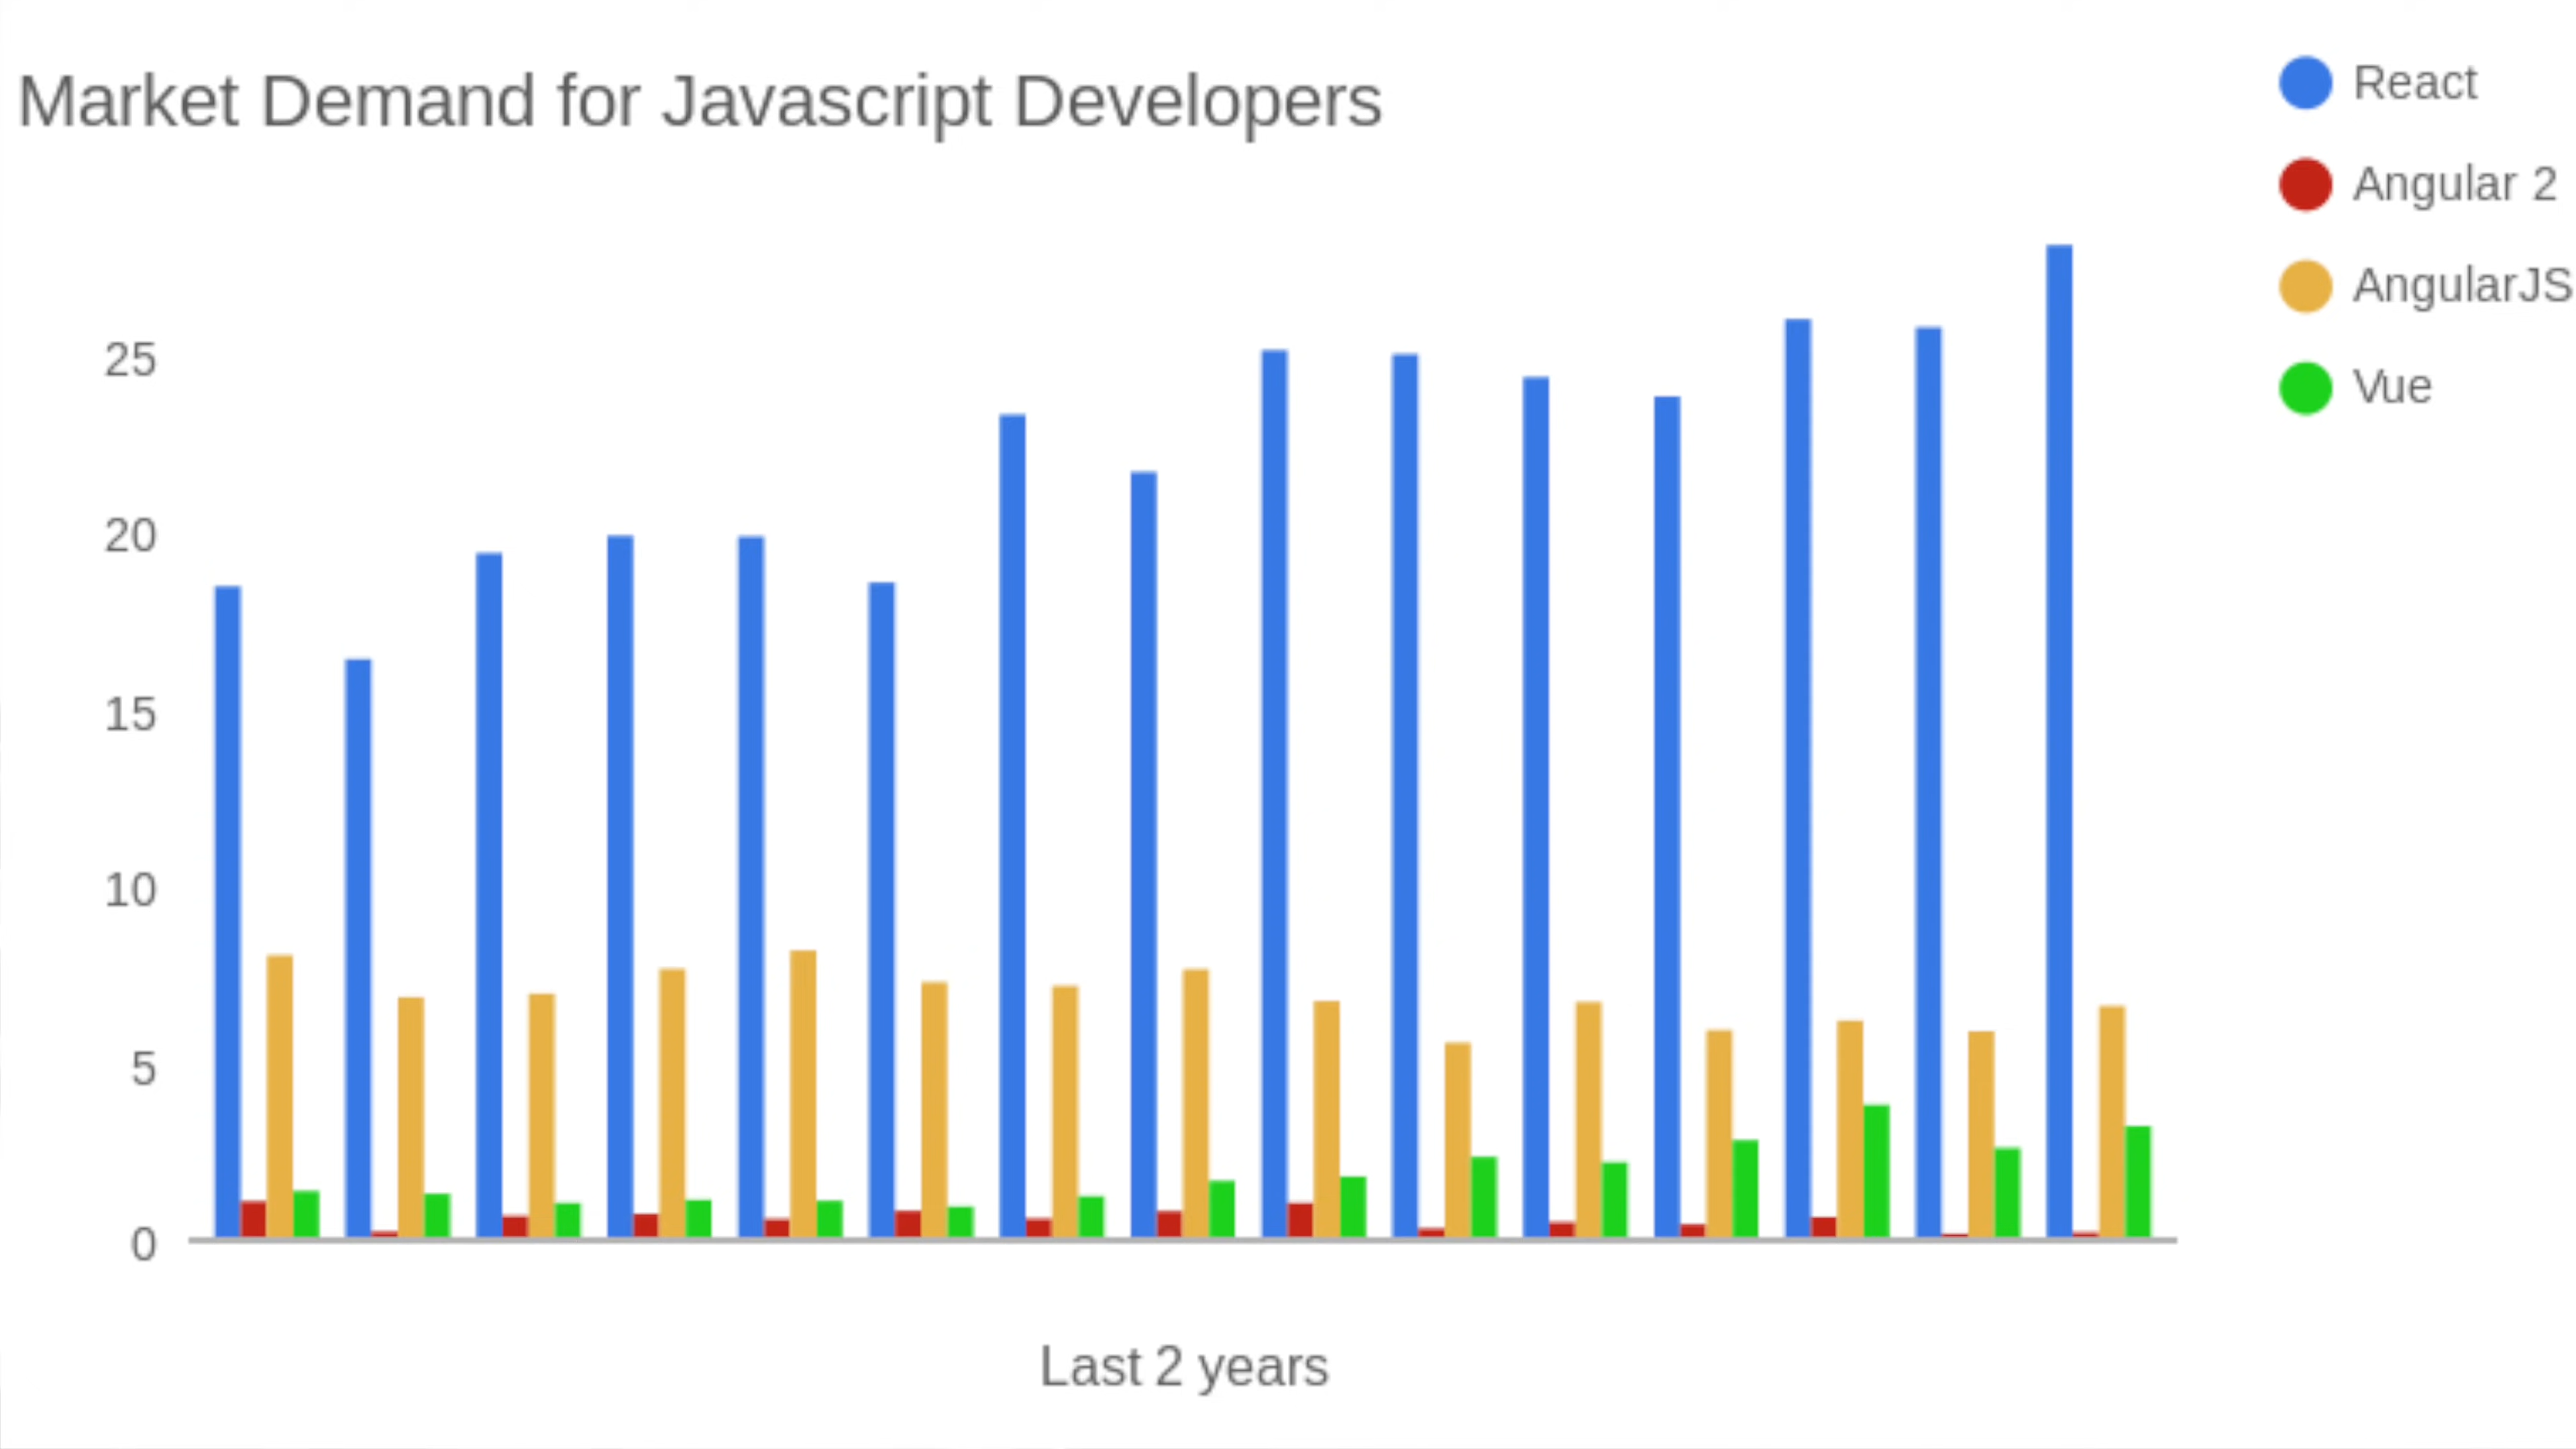 Market Demand for Javascript Developers
React
Angular 2
AngularJS
Vue
25
20
15
10
5
0
Last 2 years